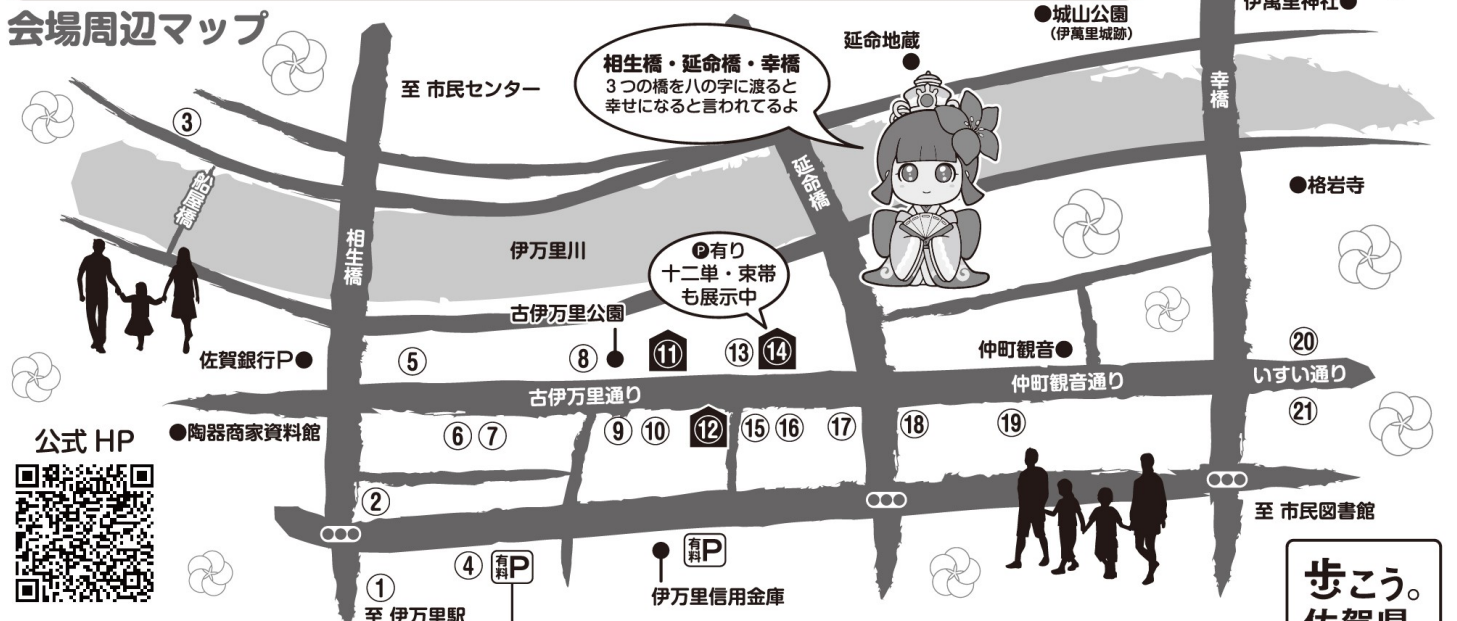 会場周辺マップ
●城山公園
（伊萬里城跡）
伊萬里神社●
延命地蔵
相生橋・延命橋・幸橋
3つの橋を八の字に渡ると
幸せになると言われてるよ
至 市民センター
③
船屋橋
相生橋
延命橋
幸橋
●格岩寺
伊万里川
P有り
十二単・束帯
も展示中
古伊万里公園
佐賀銀行P●
⑤
⑧
⑪
⑬
⑭
仲町観音●
⑳
古伊万里通り
仲町観音通り
いすい通り
●陶器商家資料館
⑥
⑦
⑨
⑩
⑫
⑮
⑯
⑰
⑱
⑲
㉑
公式 HP
②
至 市民図書館
④
有料P
有料P
①
伊万里信用金庫
至 伊万里駅
歩こう。
佐賀県